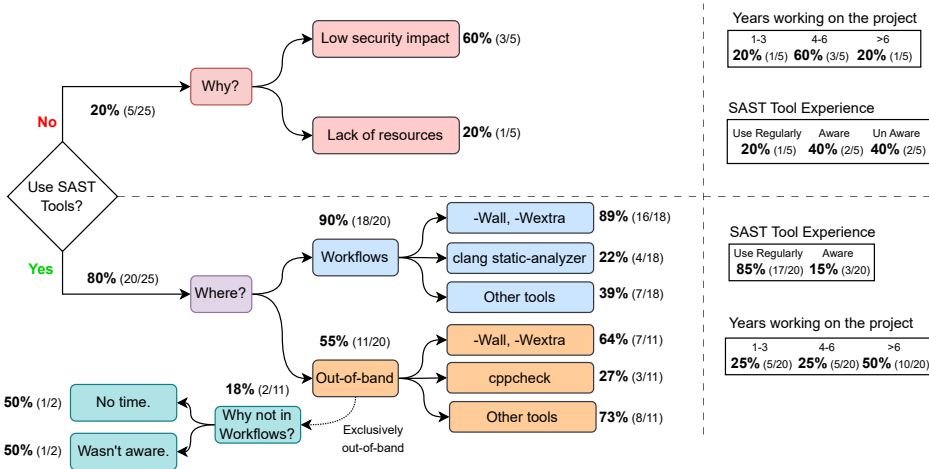 Years working on the project
1-3 4-6 >6
20% (1/5) 60% (3/5) 20% (1/5)
Low security impact 60% (3/5)
Why?
20% (5/25)
No
Lack of resources 20% (1/5)
SAST Tool Experience
Use Regularly Aware Un Aware
20% (1/5) 40% (2/5) 40% (2/5)
Use SAST
Tools?
Yes
80% (20/25)
Where?
90% (18/20)
Workflows
-Wall, -Wextra 89% (16/18)
clang static-analyzer 22% (4/18)
Other tools 39% (7/18)
SAST Tool Experience
Use Regularly Aware
85% (17/20) 15% (3/20)
55% (11/20)
Out-of-band
-Wall, -Wextra 64% (7/11)
cppcheck 27% (3/11)
Other tools 73% (8/11)
Years working on the project
1-3 4-6 >6
25% (5/20) 25% (5/20) 50% (10/20)
Exclusively
out-of-band
18% (2/11)
Why not in
Workflows?
50% (1/2) No time.
50% (1/2) Wasn't aware.